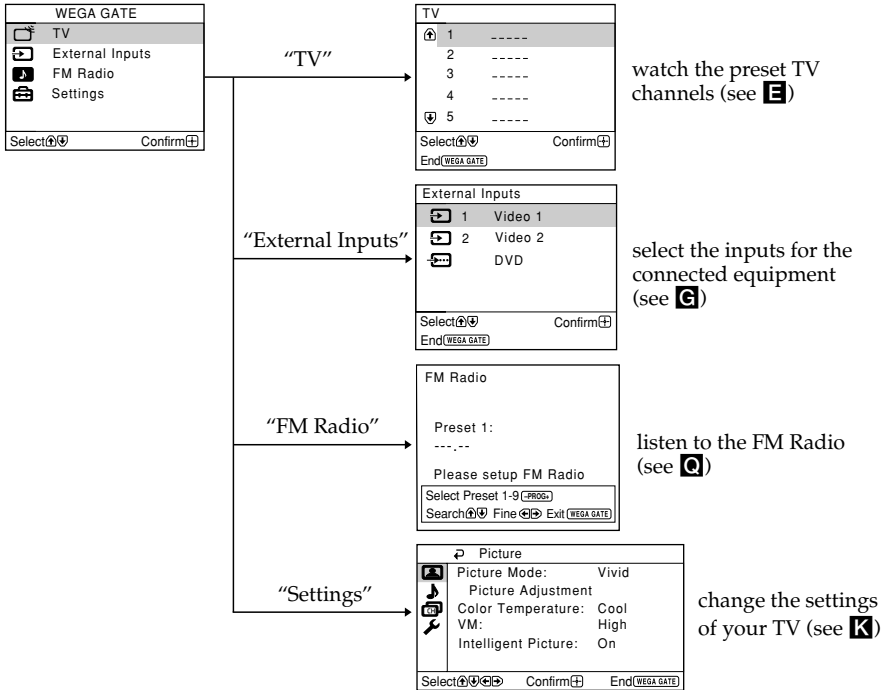 WEGA GATE
TV
External Inputs
FM Radio
Settings
Select Confirm
“TV”
TV
1 -----
2 -----
3 -----
4 -----
5 -----
Select Confirm
End WEGA GATE
watch the preset TV
channels (see E)
“External Inputs”
External Inputs
1 Video 1
2 Video 2
DVD
Select Confirm
End WEGA GATE
select the inputs for the
connected equipment
(see G)
“FM Radio”
FM Radio
Preset 1:
---.--
Please setup FM Radio
Select Preset 1-9 -PROG+
Search Fine Exit WEGA GATE
listen to the FM Radio
(see Q)
“Settings”
Picture
Picture Mode: Vivid
Picture Adjustment
CH
Color Temperature: Cool
VM: High
Intelligent Picture: On
Select Confirm End WEGA GATE
change the settings
of your TV (see K)